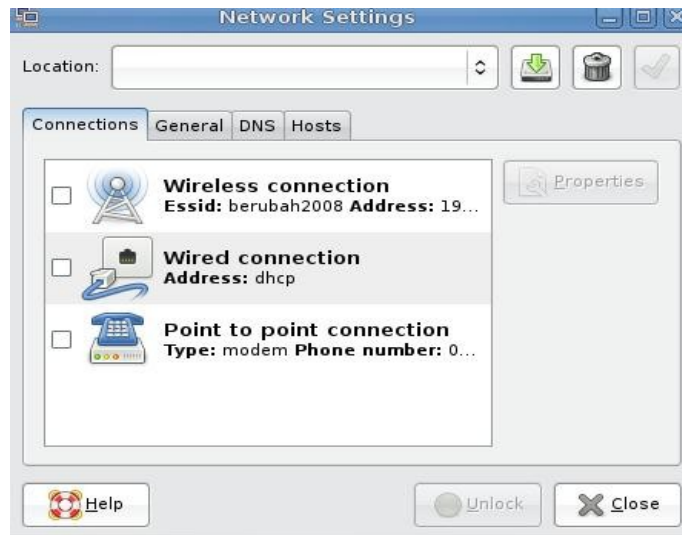 Network Settings
Location:
Connections General DNS Hosts
Wireless connection
Essid: berubah2008 Address: 19...
Properties
Wired connection
Address: dhcp
Point to point connection
Type: modem Phone number: 0...
Help Unlock Close